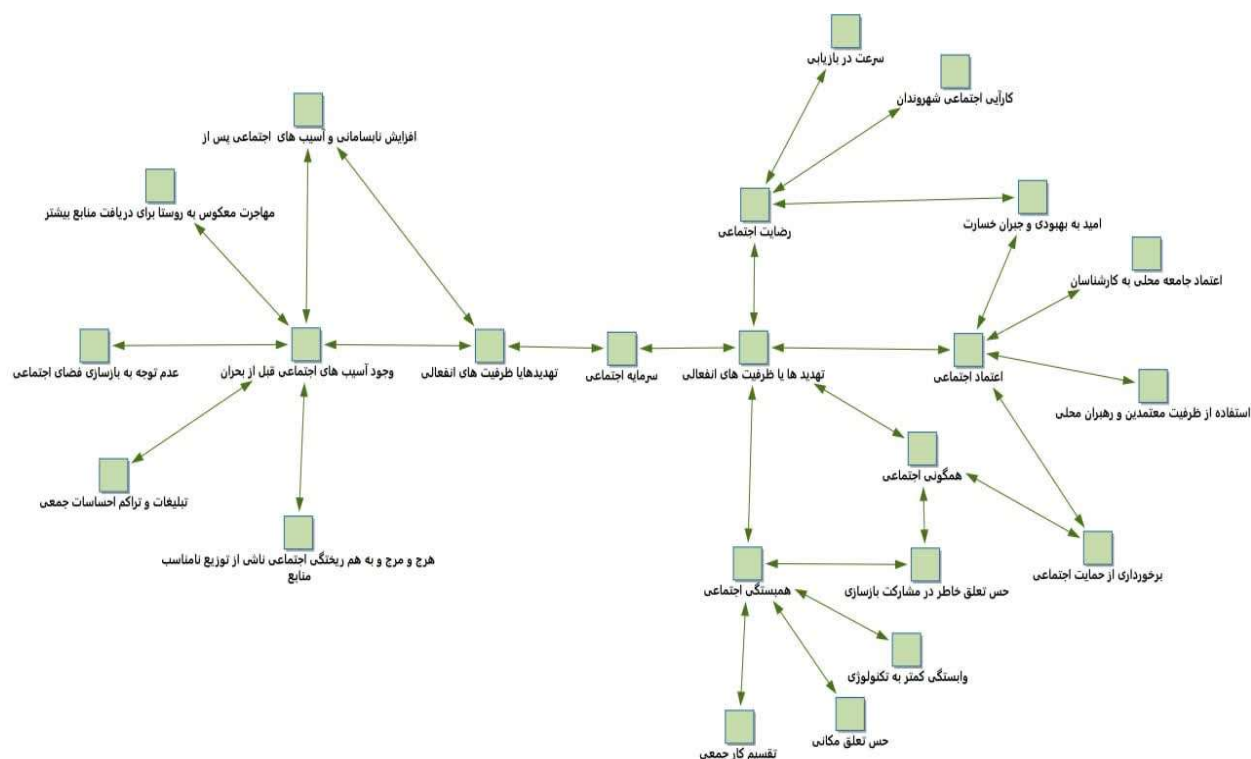 سرعت در بازیابی
کارآیی اجتماعی شهروندان
افزایش نابسامانی و آسیب های اجتماعی پس از
مهاجرت معکوس به روستا برای دریافت منابع بیشتر
رضایت اجتماعی
امید به بهبودی و جبران خسارت
اعتماد جامعه محلی به کارشناسان
اعتماد اجتماعی
تهدید ها یا ظرفیت های انفعالی
سرمایه اجتماعی
تهدیدهایا ظرفیت های انفعالی
وجود آسیب های اجتماعی قبل از بحران
عدم توجه به بازسازی فضای اجتماعی
استفاده از ظرفیت معتمدین و رهبران محلی
همگونی اجتماعی
تبلیغات و تراکم احساسات جمعی
هرج و مرج و به هم ریختگی اجتماعی ناشی از توزیع نامناسب
منابع
برخورداری از حمایت اجتماعی
حس تعلق خاطر در مشارکت بازسازی
همبستگی اجتماعی
وابستگی کمتر به تکنولوژی
حس تعلق مکانی
تقسیم کار جمعی